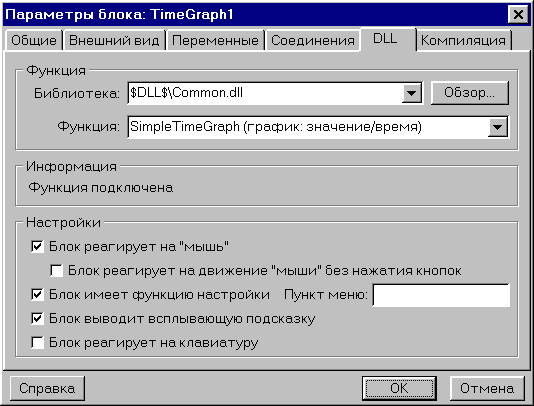 Параметры блока: TimeGraph1
Общие Внешний вид Переменные Соединения DLL Компиляция
Функция
Библиотека: $DLL$\Common.dll Обзор...
Функция: SimpleTimeGraph (график: значение/время)
Информация
Функция подключена
Настройки
Блок реагирует на "мышь"
Блок реагирует на движение "мыши" без нажатия кнопок
Блок имеет функцию настройки Пункт меню:
Блок выводит всплывающую подсказку
Блок реагирует на клавиатуру
Справка OK Отмена